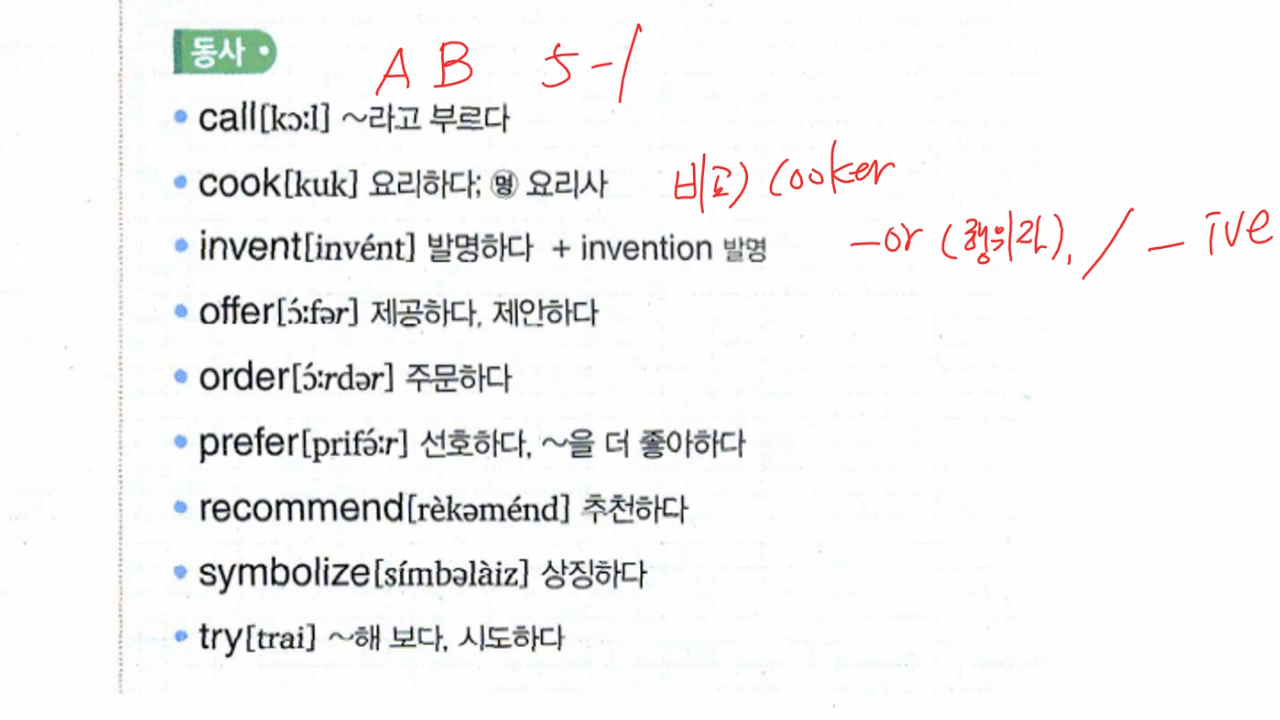 동사
A B 5-1
call[kɔːl] ~라고 부르다
cook[kuk] 요리하다; 명 요리사 비교) Cooker
invent[invént] 발명하다 + invention 발명 -or (행위자), / - ive
offer[ɔ́ːfər] 제공하다, 제안하다
order[ɔ́ːrdər] 주문하다
prefer[prifə́ːr] 선호하다, ~을 더 좋아하다
recommend[rèkəménd] 추천하다
symbolize[símbəlàiz] 상징하다
try[trai] ~해 보다, 시도하다